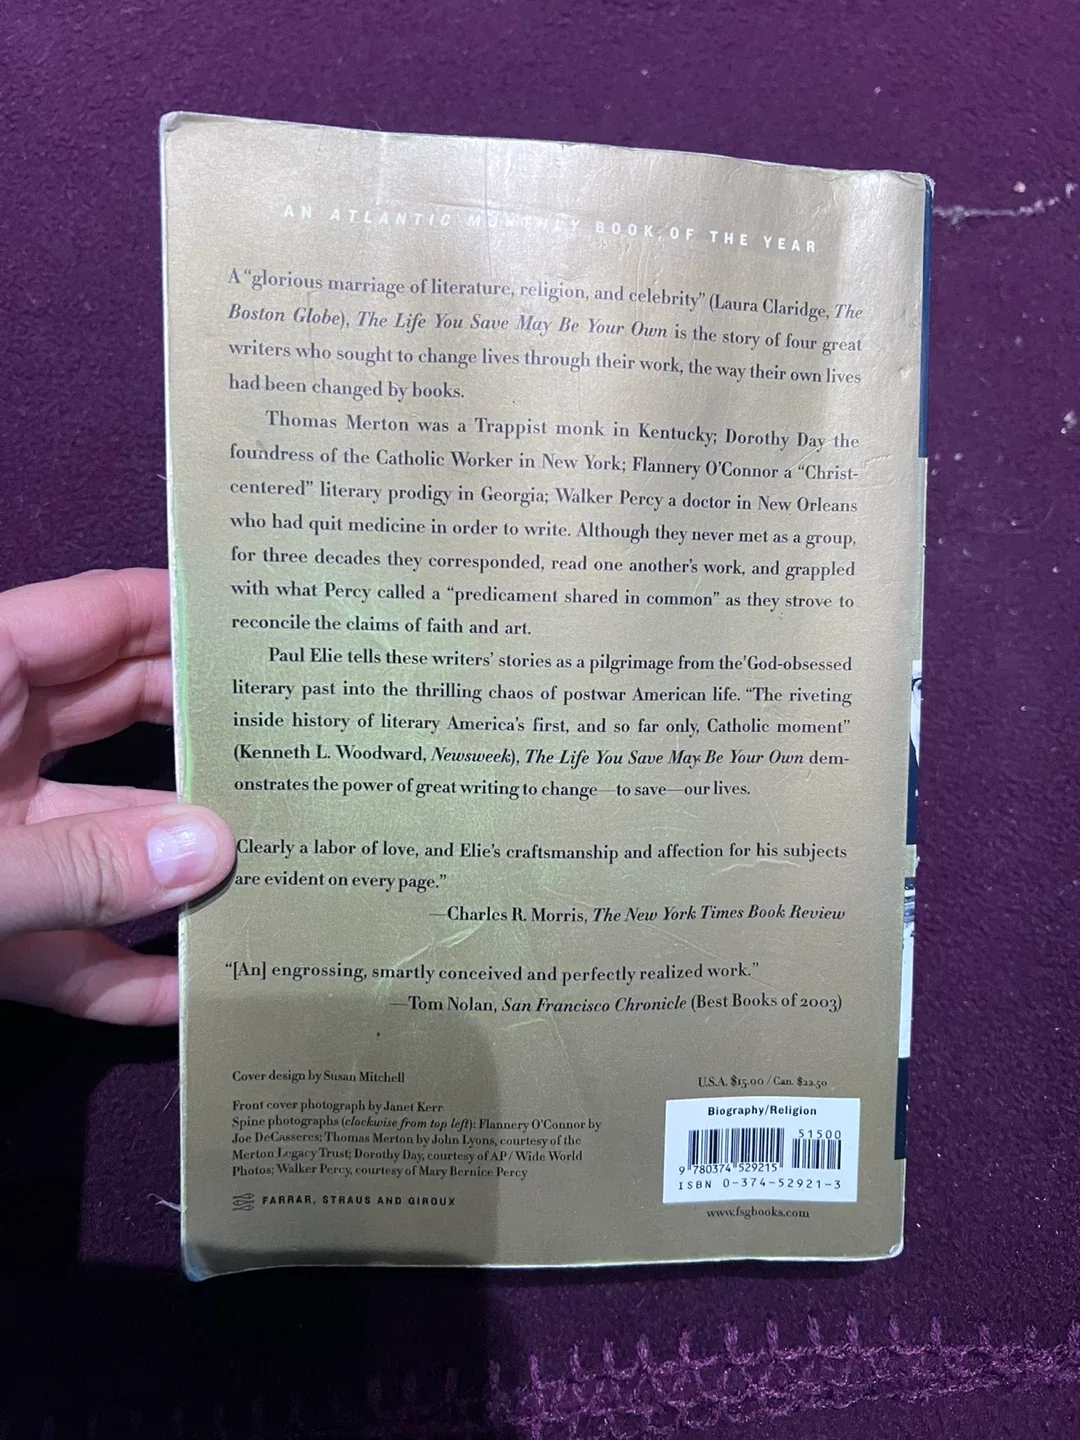 AN ATLANTIC MONTHLY BOOK OF THE YEAR
A “glorious marriage of literature, religion, and celebrity” (Laura Claridge, The
Boston Globe), The Life You Save May Be Your Own is the story of four great
writers who sought to change lives through their work, the way their own lives
had been changed by books.
Thomas Merton was a Trappist monk in Kentucky; Dorothy Day the
foundress of the Catholic Worker in New York; Flannery O’Connor a “Christ-
centered” literary prodigy in Georgia; Walker Percy a doctor in New Orleans
who had quit medicine in order to write. Although they never met as a group,
for three decades they corresponded, read one another’s work, and grappled
with what Percy called a “predicament shared in common” as they strove to
reconcile the claims of faith and art.
Paul Elie tells these writers’ stories as a pilgrimage from the God-obsessed
literary past into the thrilling chaos of postwar American life. “The riveting
inside history of literary America’s first, and so far only, Catholic moment”
(Kenneth L. Woodward, Newsweek), The Life You Save May Be Your Own dem-
onstrates the power of great writing to change—to save—our lives.
Clearly a labor of love, and Elie’s craftsmanship and affection for his subjects
are evident on every page.”
—Charles R. Morris, The New York Times Book Review
“[An] engrossing, smartly conceived and perfectly realized work.”
—Tom Nolan, San Francisco Chronicle (Best Books of 2003)
Cover design by Susan Mitchell
Front cover photograph by Janet Kerr
Spine photographs (clockwise from top left): Flannery O’Connor by
Joe DeCasseres; Thomas Merton by John Lyons, courtesy of the
Merton Legacy Trust; Dorothy Day, courtesy of AP / Wide World
Photos; Walker Percy, courtesy of Mary Bernice Percy
FARRAR, STRAUS AND GIROUX
U.S.A. $15.00 / Can. $22.50
Biography/Religion
51500
9 780374 529215
ISBN 0-374-52921-3
www.fsgbooks.com